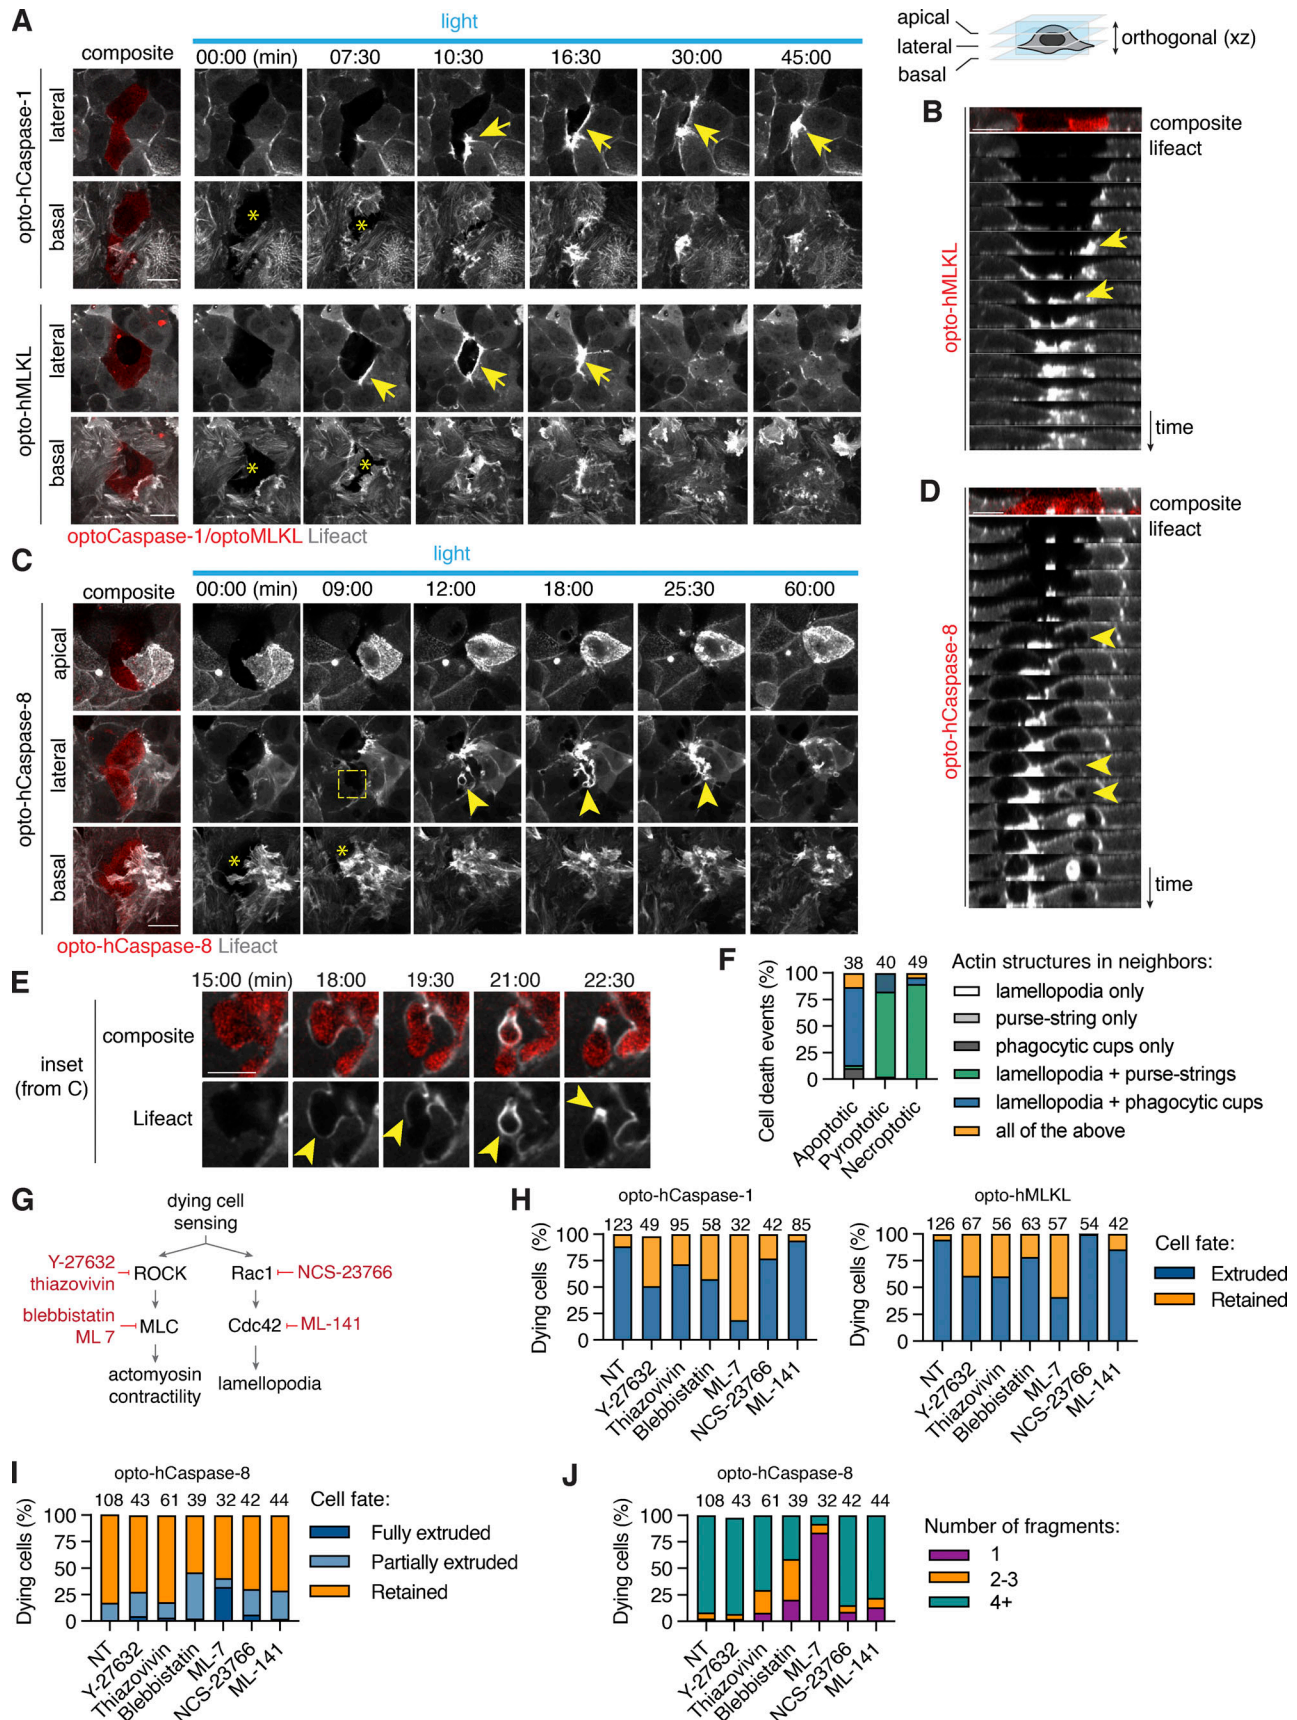 A
light
composite
00:00 (min)
07:30
10:30
16:30
30:00
45:00
opto-hCaspase-1
lateral
basal
*
*
opto-hMLKL
lateral
basal
*
*
optoCaspase-1/optoMLKL Lifeact
apical
lateral
basal
orthogonal (xz)
B
composite
lifeact
opto-hMLKL
time
C
light
composite
00:00 (min)
09:00
12:00
18:00
25:30
60:00
opto-hCaspase-8
apical
lateral
basal
*
*
opto-hCaspase-8 Lifeact
D
composite
lifeact
opto-hCaspase-8
time
E
15:00 (min)
18:00
19:30
21:00
22:30
inset
(from C)
composite
Lifeact
F
38 40 49
Cell death events (%)
100
75
50
25
0
Apoptotic
Pyroptotic
Necroptotic
Actin structures in neighbors:
lamellopodia only
purse-string only
phagocytic cups only
lamellopodia + purse-strings
lamellopodia + phagocytic cups
all of the above
G
dying cell
sensing
Y-27632
thiazovivin
ROCK
Rac1
NCS-23766
blebbistatin
ML 7
MLC
Cdc42
ML-141
actomyosin
contractility
lamellopodia
H
opto-hCaspase-1
123 49 95 58 32 42 85
Dying cells (%)
100
75
50
25
0
NT
Y-27632
Thiazovivin
Blebbistatin
ML-7
NCS-23766
ML-141
opto-hMLKL
126 67 56 63 57 54 42
Dying cells (%)
100
75
50
25
0
NT
Y-27632
Thiazovivin
Blebbistatin
ML-7
NCS-23766
ML-141
Cell fate:
Extruded
Retained
I
opto-hCaspase-8
108 43 61 39 32 42 44
Dying cells (%)
100
75
50
25
0
NT
Y-27632
Thiazovivin
Blebbistatin
ML-7
NCS-23766
ML-141
Cell fate:
Fully extruded
Partially extruded
Retained
J
opto-hCaspase-8
108 43 61 39 32 42 44
Dying cells (%)
100
75
50
25
0
NT
Y-27632
Thiazovivin
Blebbistatin
ML-7
NCS-23766
ML-141
Number of fragments:
1
2-3
4+